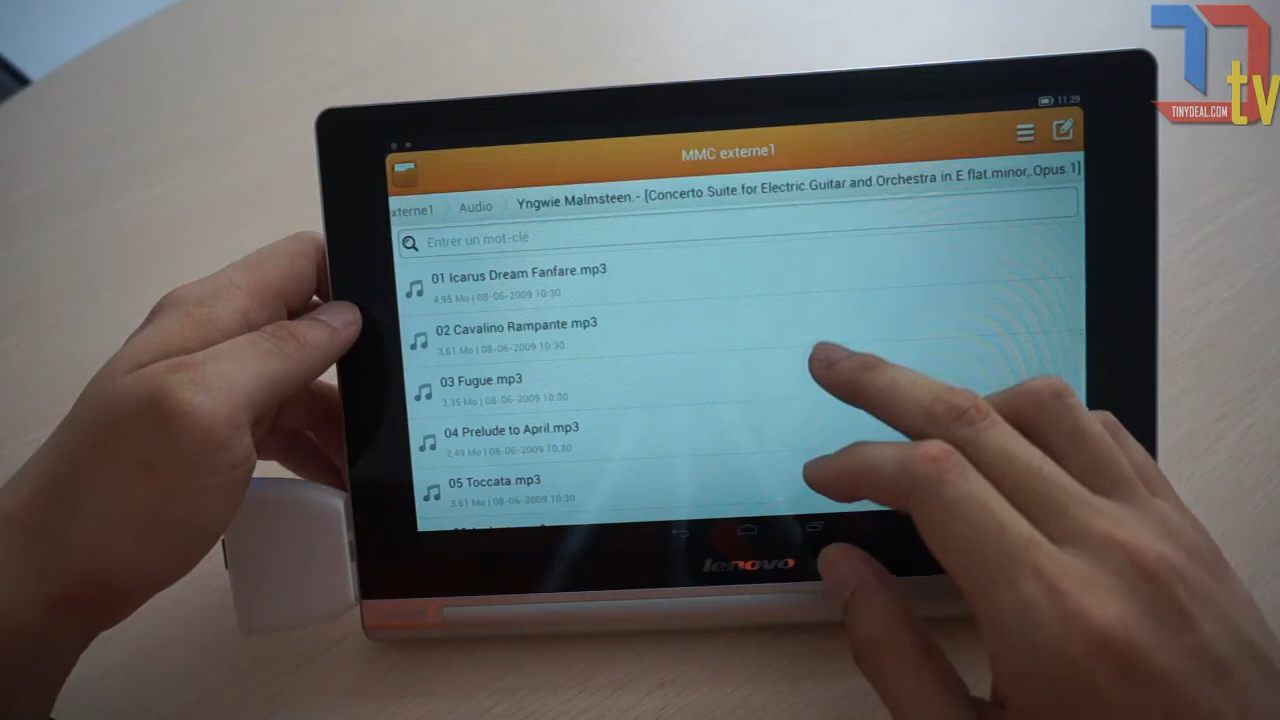 TINYDEAL.COM
tv
11:29
MMC externe1
xterne1
Audio
Yngwie Malmsteen - [Concerto Suite for Electric Guitar and Orchestra in E flat minor, Opus 1]
Entrer un mot-clé
01 Icarus Dream Fanfare.mp3
4,95 Mo | 08-06-2009 10:30
02 Cavalino Rampante.mp3
3,61 Mo | 08-06-2009 10:30
03 Fugue.mp3
3,35 Mo | 08-06-2009 10:30
04 Prelude to April.mp3
2,49 Mo | 08-06-2009 10:30
05 Toccata.mp3
3,61 Mo | 08-06-2009 10:30
lenovo